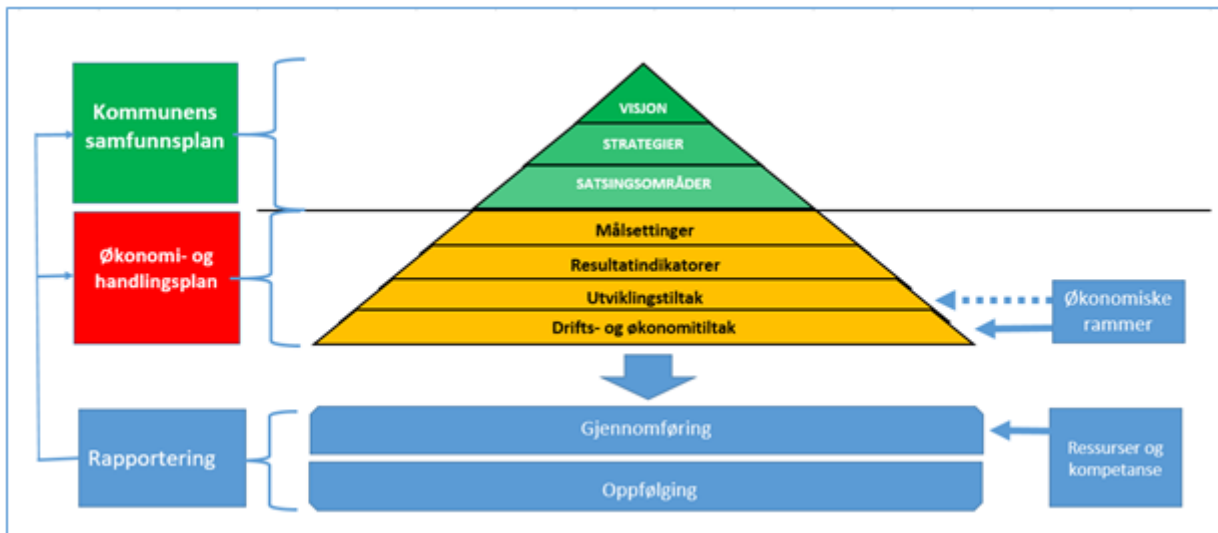 Kommunens
samfunnsplan
VISJON
STRATEGIER
SATSINGSOMRÅDER
Økonomi- og
handlingsplan
Målsettinger
Resultatindikatorer
Utviklingstiltak
Drifts- og økonomitiltak
Økonomiske
rammer
Rapportering
Gjennomføring
Oppfølging
Ressurser og
kompetanse